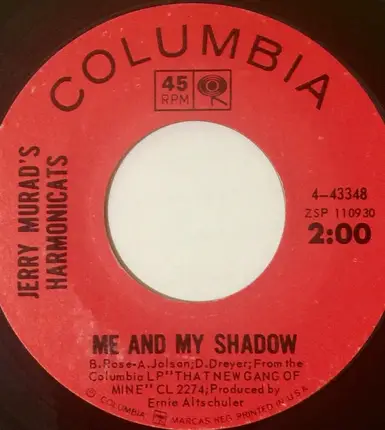 COLUMBIA
45
RPM
JERRY MURAD'S
HARMONICATS
4-43348
ZSP 110930
2:00
ME AND MY SHADOW
B.Rose-A.Jolson;D.Dreyer;From the
Columbia LP"THAT NEW GANG OF
MINE" CL 2274;Produced by
Ernie Altschuler
© COLUMBIA MARCAS REG. PRINTED IN U.S.A.